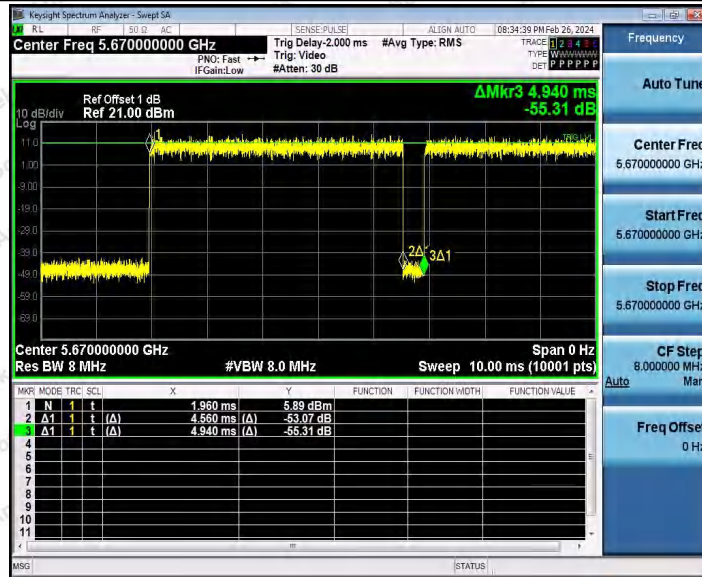 Keysight Spectrum Analyzer - Swept SA
RL RF 50 Ω AC SENSE:PULSE ALIGN AUTO 08:34:39 PM Feb 26, 2024
Center Freq 5.670000000 GHz
PNO: Fast
IFGain:Low
Trig Delay-2.000 ms
Trig: Video
#Atten: 30 dB
#Avg Type: RMS
TRACE 1 2 3 4 5 6
TYPE WWWWWW
DET P P P P P P
Frequency
Auto Tune
Center Freq
5.670000000 GHz
Start Freq
5.670000000 GHz
Stop Freq
5.670000000 GHz
CF Step
8.000000 MHz
Auto Man
Freq Offset
0 Hz
ΔMkr3 4.940 ms
-55.31 dB
Ref Offset 1 dB
10 dB/div Ref 21.00 dBm
Log
11.0
1.00
-9.00
-19.0
-29.0
-39.0
-49.0
-59.0
-69.0
1
TRIG LVL
2Δ1
3Δ1
Center 5.670000000 GHz Span 0 Hz
Res BW 8 MHz #VBW 8.0 MHz Sweep 10.00 ms (10001 pts)
MKR MODE TRC SCL X Y FUNCTION FUNCTION WIDTH FUNCTION VALUE
1 N 1 t 1.960 ms 5.89 dBm
2 Δ1 1 t (Δ) 4.560 ms (Δ) -53.07 dB
3 Δ1 1 t (Δ) 4.940 ms (Δ) -55.31 dB
4
5
6
7
8
9
10
11
MSG STATUS